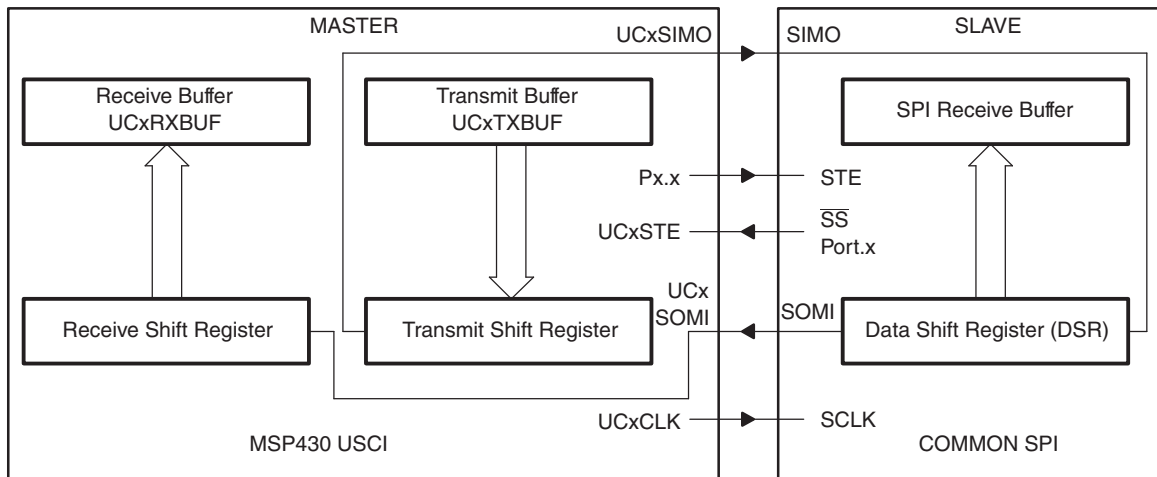 MASTER
UCxSIMO
SIMO
SLAVE
Receive Buffer
UCxRXBUF
Transmit Buffer
UCxTXBUF
SPI Receive Buffer
Px.x
STE
UCxSTE
SS
Port.x
UCx
SOMI
SOMI
Receive Shift Register
Transmit Shift Register
Data Shift Register (DSR)
UCxCLK
SCLK
MSP430 USCI
COMMON SPI